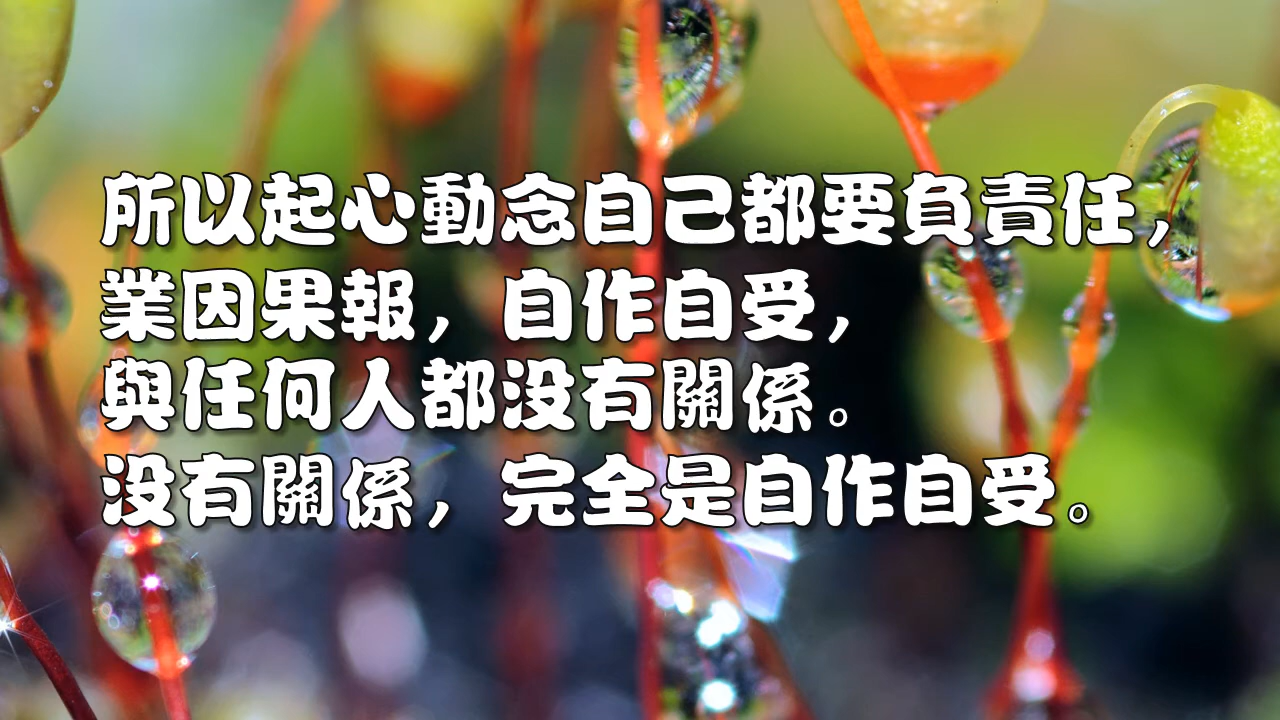 所以起心動念自己都要負責任，
業因果報，自作自受，
與任何人都没有關係。
没有關係，完全是自作自受。